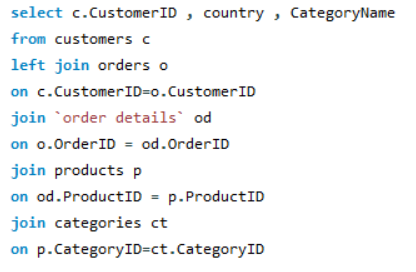 select c.CustomerID , country , CategoryName
from customers c
left join orders o
on c.CustomerID=o.CustomerID
join `order details` od
on o.OrderID = od.OrderID
join products p
on od.ProductID = p.ProductID
join categories ct
on p.CategoryID=ct.CategoryID